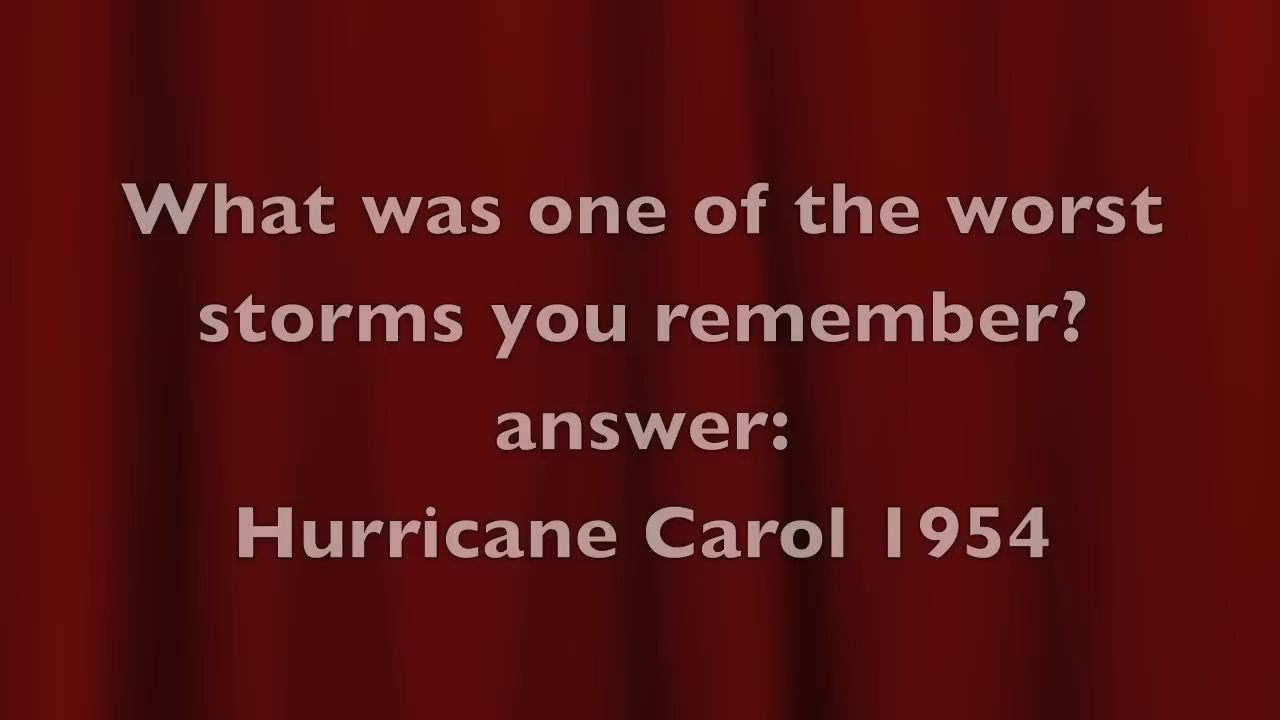 What was one of the worst
storms you remember?
answer:
Hurricane Carol 1954